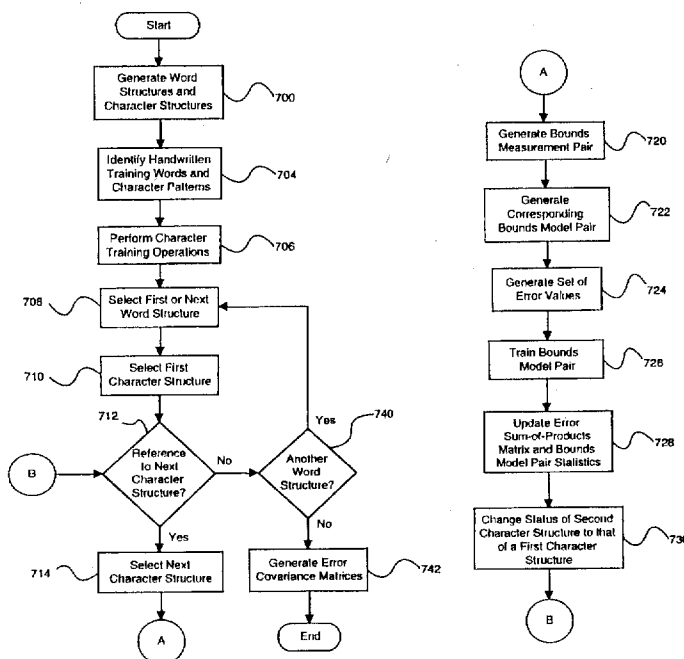 Start
Generate Word
Structures and
Character Structures
700
Identify Handwritten
Training Words and
Character Patterns
704
Perform Character
Training Operations
706
708
Select First or Next
Word Structure
710
Select First
Character Structure
712
Reference
to Next
Character
Structure?
B
No
Yes
714
Select Next
Character Structure
A
740
Yes
Another
Word
Structure?
No
Generate Error
Covariance Matrices
742
End
A
Generate Bounds
Measurement Pair
720
Generate
Corresponding
Bounds Model Pair
722
Generate Set of
Error Values
724
Train Bounds
Model Pair
726
Update Error
Sum-of-Products
Matrix and Bounds
Model Pair Statistics
728
Change Status of Second
Character Structure to that
of a First Character
Structure
730
B